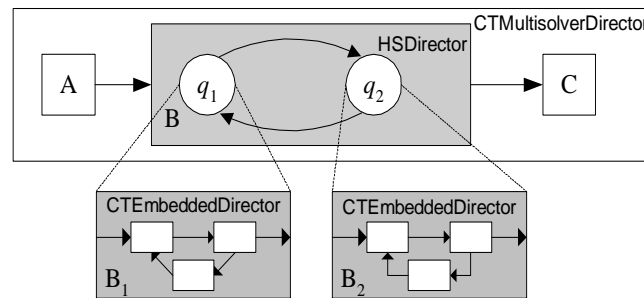 CTMultisolverDirector
HSDirector
A
q1
q2
C
B
CTEmbeddedDirector
CTEmbeddedDirector
B1
B2